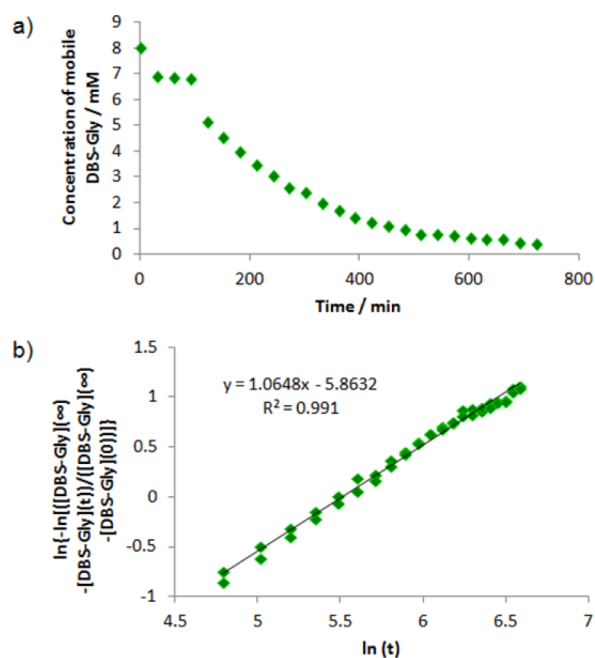 a)
9
8
7
6
5
4
3
2
1
0
Concentration of mobile
DBS-Gly / mM
0 200 400 600 800
Time / min
b)
1.5
1
0.5
0
-0.5
-1
y = 1.0648x - 5.8632
R² = 0.991
ln{-ln[([DBS-Gly](∞)
-[DBS-Gly](t))/([DBS-Gly](∞)
-[DBS-Gly](0))]}
4.5 5 5.5 6 6.5 7
ln (t)